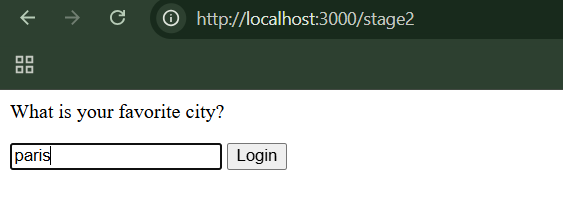 http://localhost:3000/stage2
What is your favorite city?
paris Login